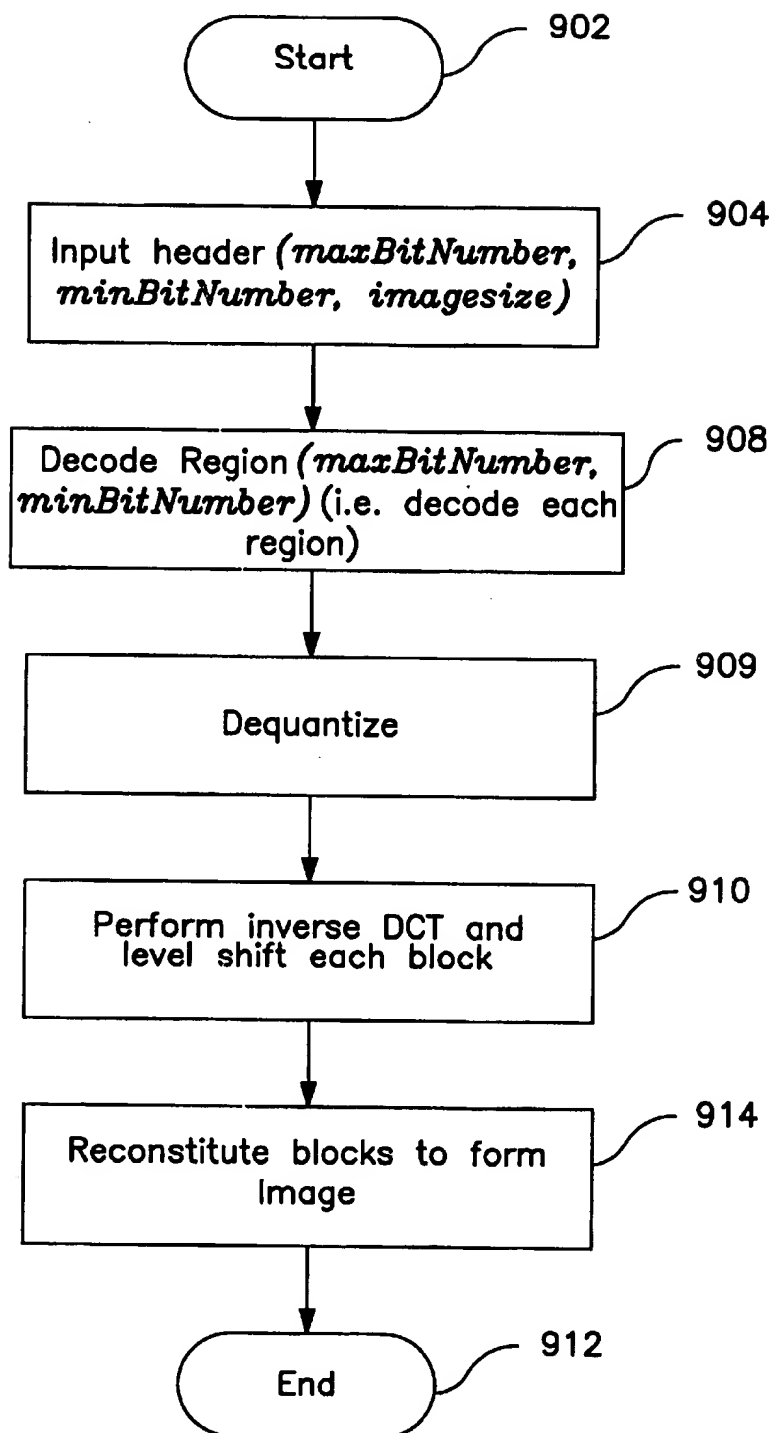 902
Start
904
Input header (maxBitNumber,
minBitNumber, imagesize)
908
Decode Region (maxBitNumber,
minBitNumber) (i.e. decode each
region)
909
Dequantize
910
Perform inverse DCT and
level shift each block
914
Reconstitute blocks to form
Image
912
End